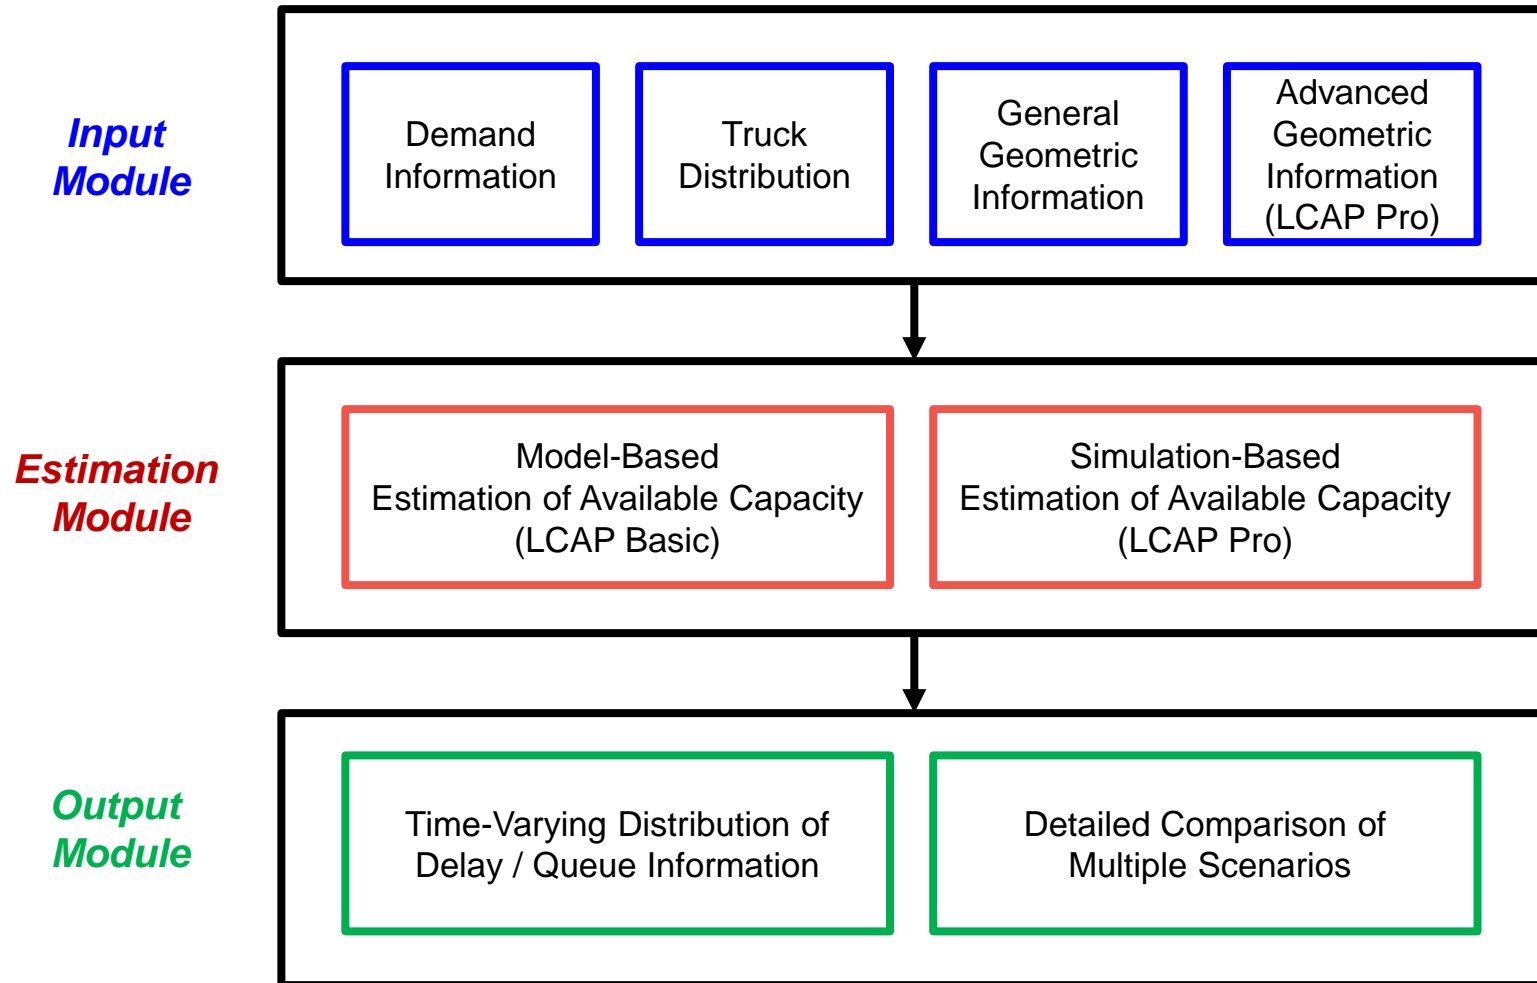 Input
Module
Demand
Information
Truck
Distribution
General
Geometric
Information
Advanced
Geometric
Information
(LCAP Pro)
Estimation
Module
Model-Based
Estimation of Available Capacity
(LCAP Basic)
Simulation-Based
Estimation of Available Capacity
(LCAP Pro)
Output
Module
Time-Varying Distribution of
Delay / Queue Information
Detailed Comparison of
Multiple Scenarios